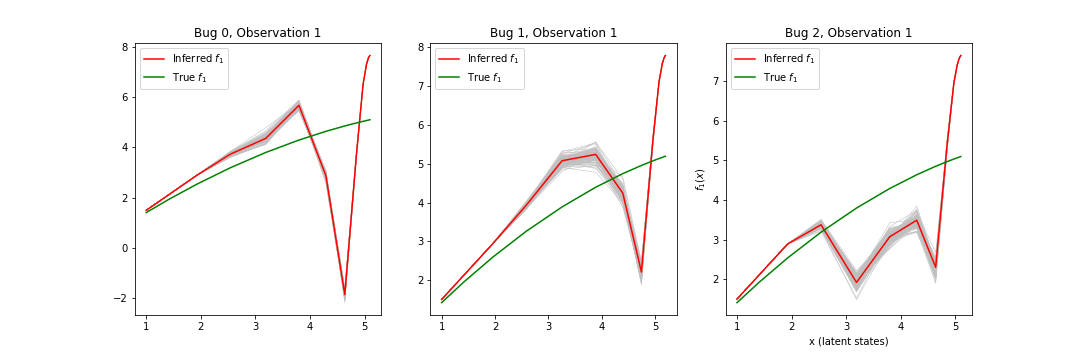 Bug 0, Observation 1
8
6
4
2
0
−2
1 2 3 4 5
Inferred f₁
True f₁
Bug 1, Observation 1
8
7
6
5
4
3
2
1 2 3 4 5
Inferred f₁
True f₁
Bug 2, Observation 1
f₁(x)
7
6
5
4
3
2
1 2 3 4 5
x (latent states)
Inferred f₁
True f₁